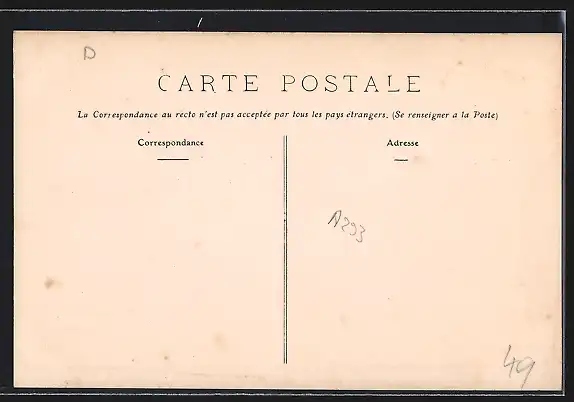 D
CARTE POSTALE
La Correspondance au recto n'est pas acceptée par tous les pays étrangers. (Se renseigner a la Poste)
Correspondance
Adresse
A293
49